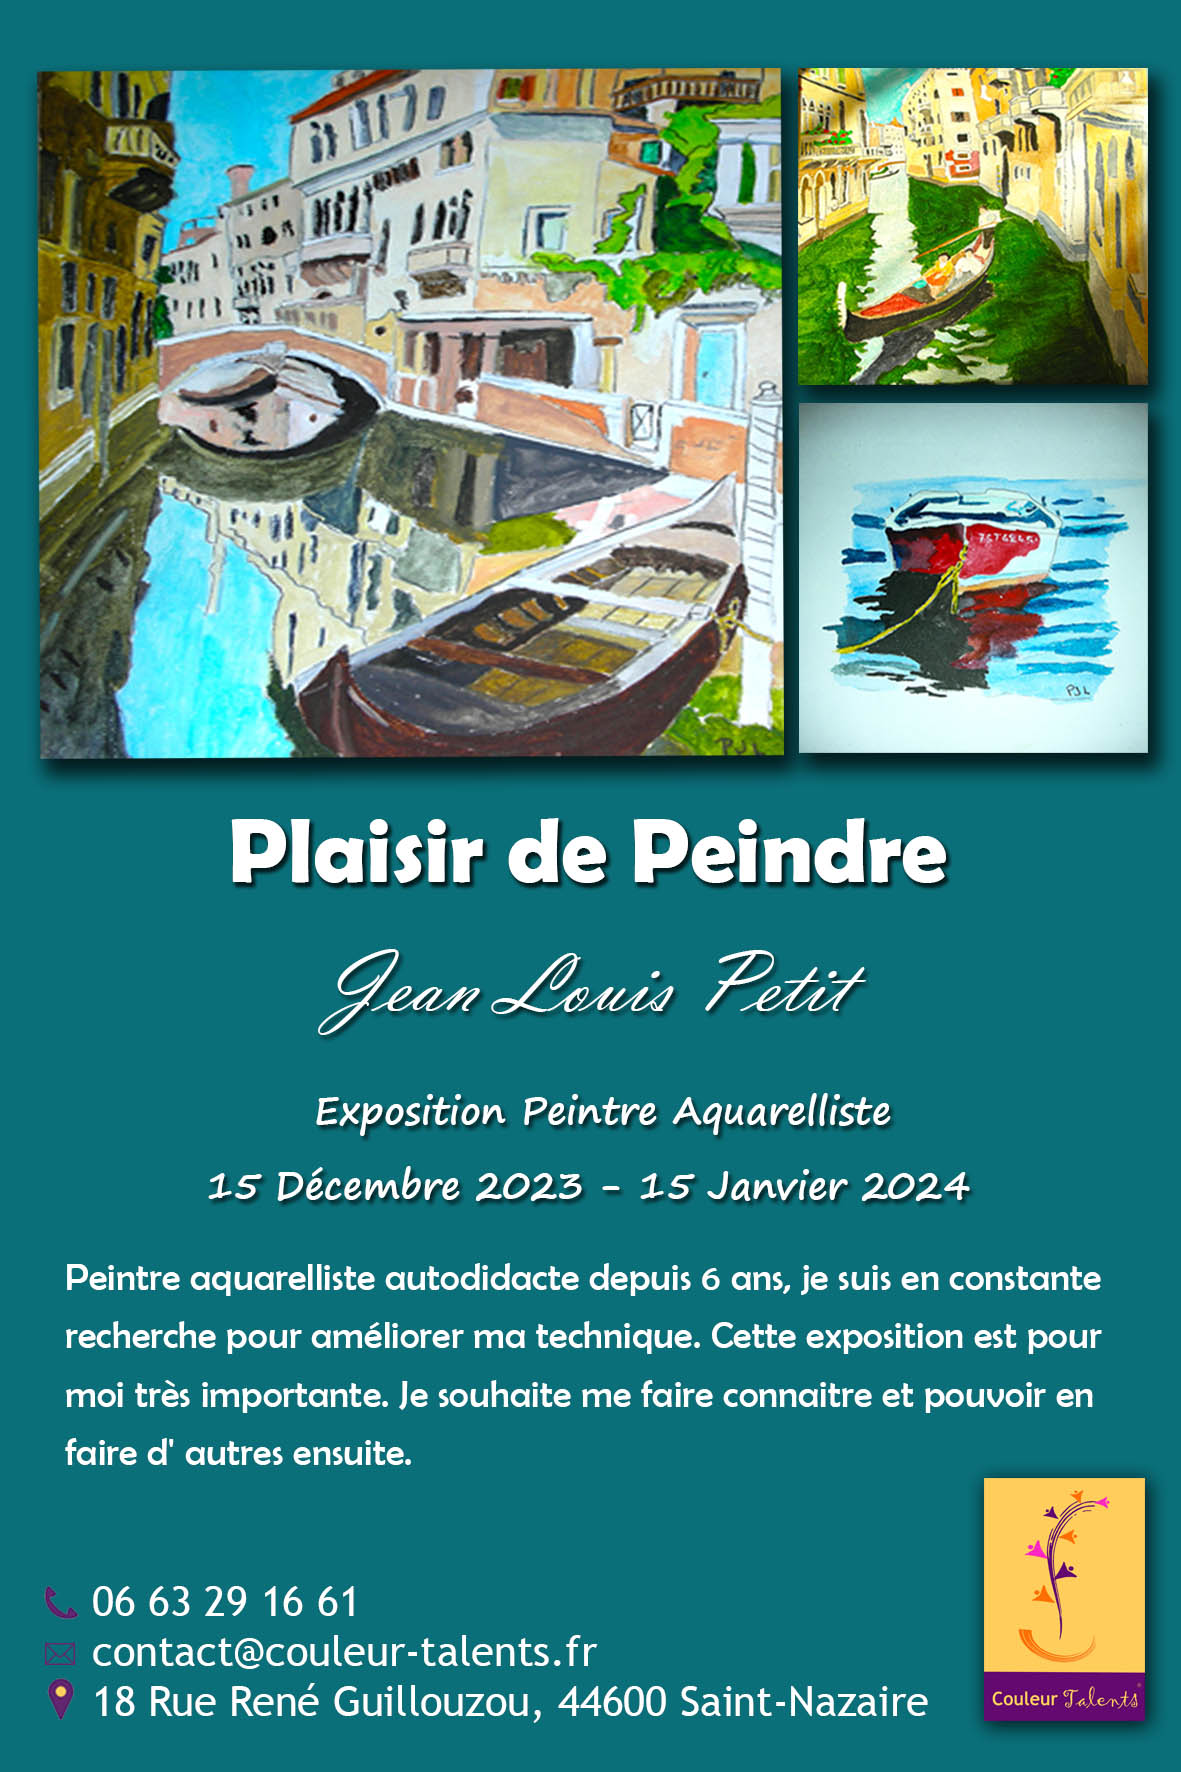 7ST6245
PJL
PJL
Plaisir de Peindre
Jean Louis Petit
Exposition Peintre Aquarelliste
15 Décembre 2023 - 15 Janvier 2024
Peintre aquarelliste autodidacte depuis 6 ans, je suis en constante
recherche pour améliorer ma technique. Cette exposition est pour
moi très importante. Je souhaite me faire connaitre et pouvoir en
faire d' autres ensuite.
06 63 29 16 61
contact@couleur-talents.fr
18 Rue René Guillouzou, 44600 Saint-Nazaire
Couleur Talents